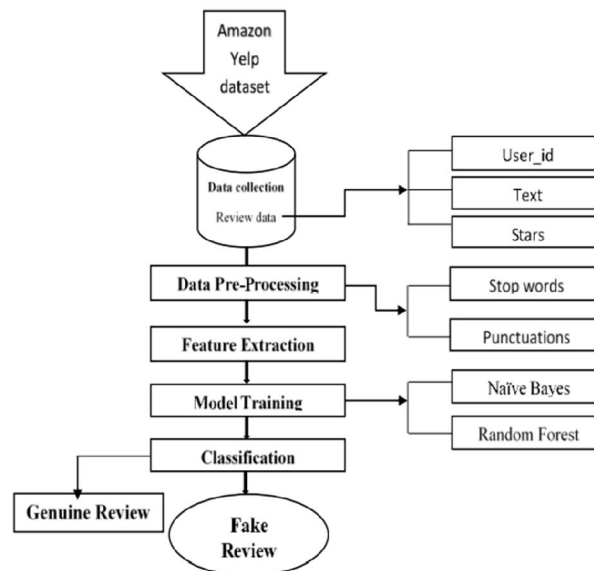 Amazon
Yelp
dataset
Data collection
Review data
User_id
Text
Stars
Data Pre-Processing
Stop words
Punctuations
Feature Extraction
Model Training
Naïve Bayes
Random Forest
Classification
Genuine Review
Fake
Review